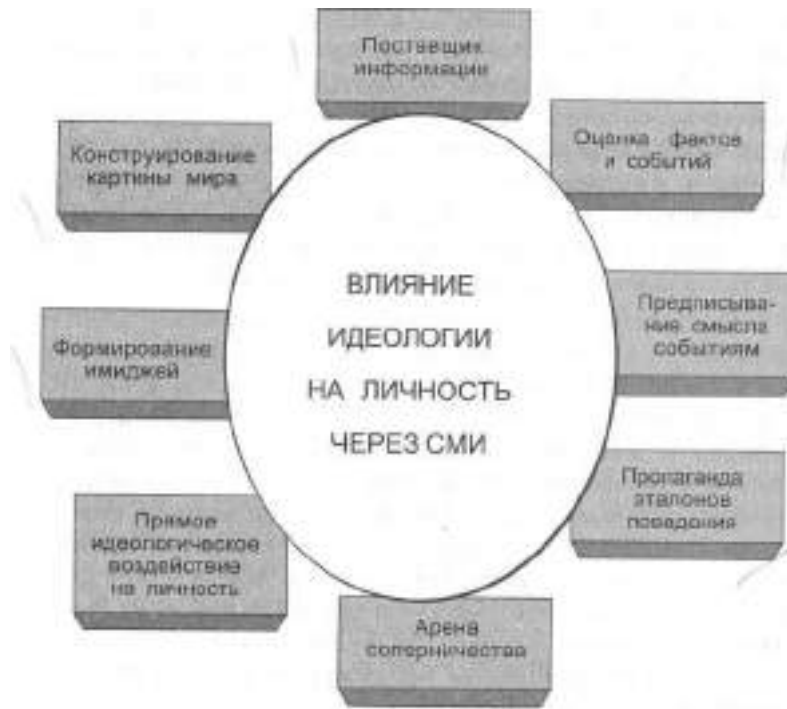 Поставщик
информации
Оценка фактов
и событий
Предписыва-
ние смысла
событиям
Пропаганда
эталонов
поведения
Арена
соперничества
Прямое
идеологическое
воздействие
на личность
Формирование
имиджей
Конструирование
картины мира
ВЛИЯНИЕ
ИДЕОЛОГИИ
НА ЛИЧНОСТЬ
ЧЕРЕЗ СМИ